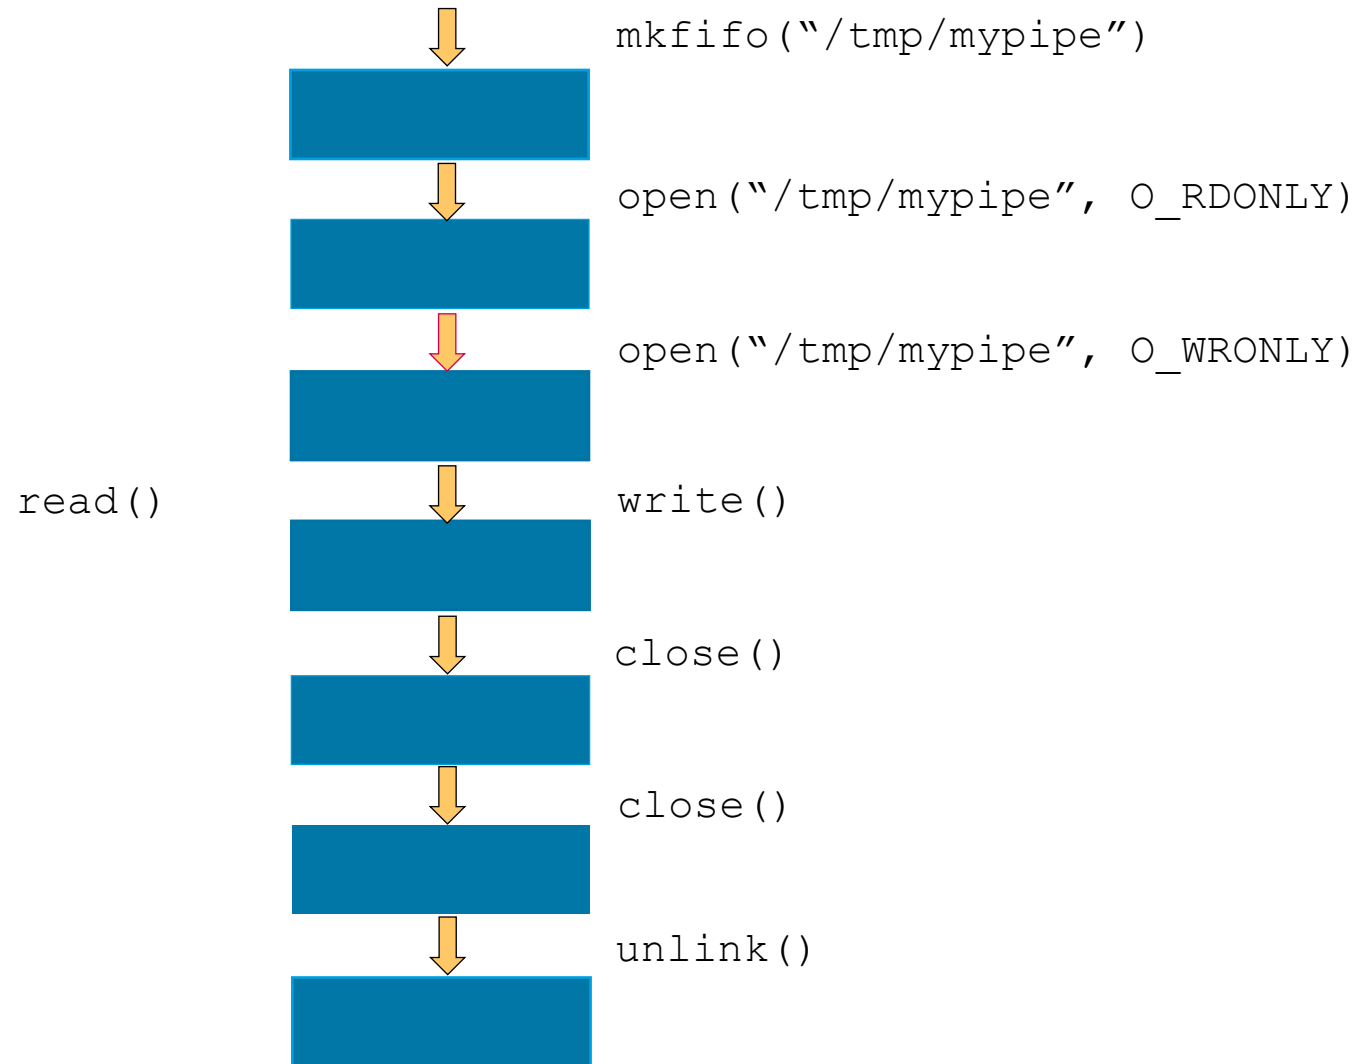 mkfifo(“/tmp/mypipe”)
open(“/tmp/mypipe”, O_RDONLY)
open(“/tmp/mypipe”, O_WRONLY)
read()
write()
close()
close()
unlink()